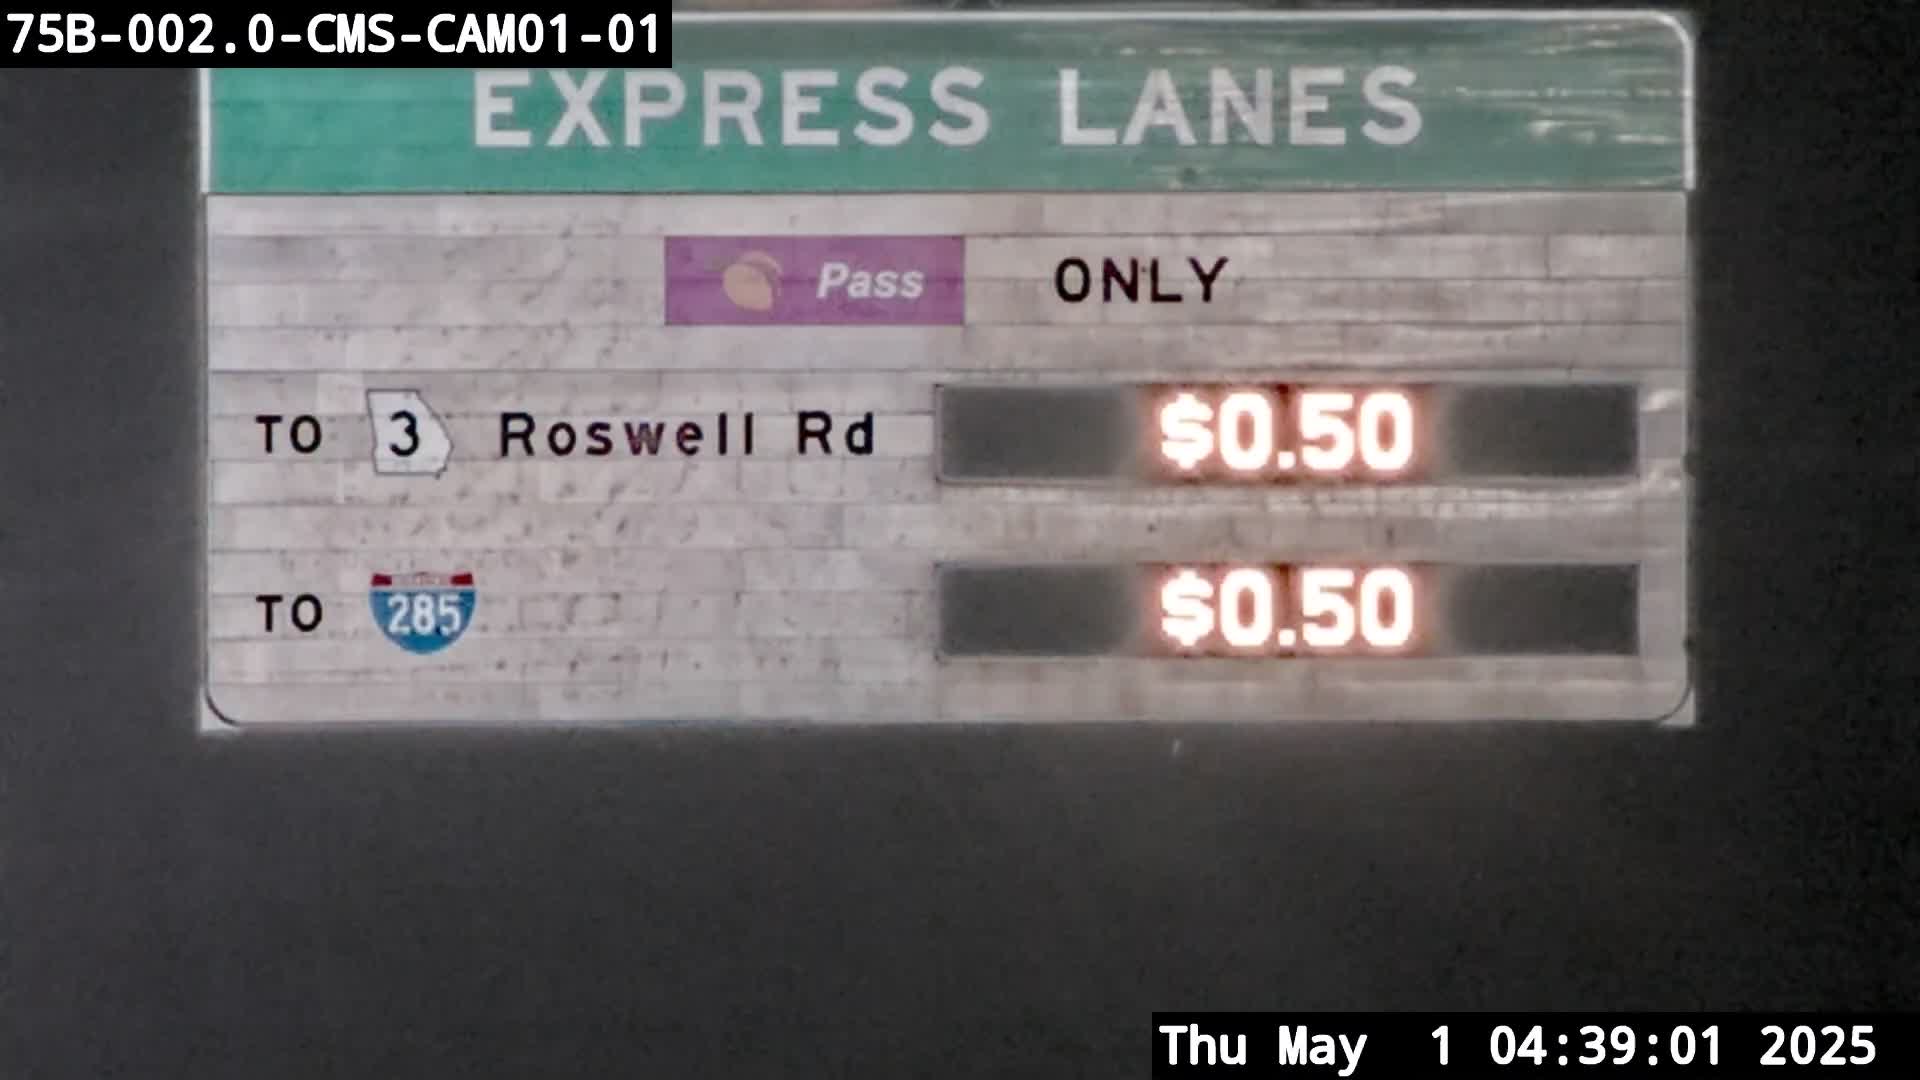 75B-002.0-CMS-CAM01-01
EXPRESS LANES
Pass ONLY
TO 3 Roswell Rd $0.50
TO 285 $0.50
Thu May 1 04:39:01 2025